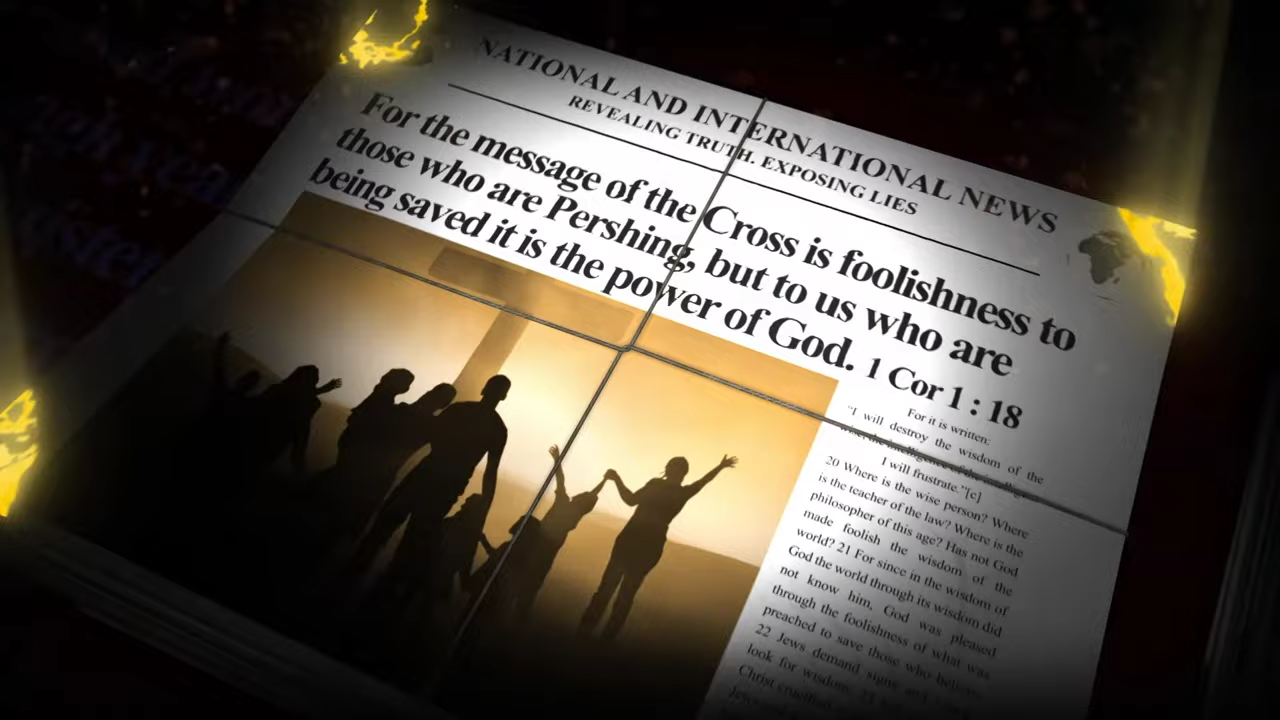 NATIONAL AND INTERNATIONAL NEWS
REVEALING TRUTH. EXPOSING LIES
For the message of the Cross is foolishness to
those who are Pershing, but to us who are
being saved it is the power of God. 1 Cor 1 : 18
For it is written:
“I will destroy the wisdom of the
wise; the intelligence of the
I will frustrate.”[c]
20 Where is the wise person? Where
is the teacher of the law? Where is the
philosopher of this age? Has not God
made foolish the wisdom of the
world? 21 For since in the wisdom of
God the world through its wisdom did
not know him, God was pleased
through the foolishness of what was
preached to save those who believe
22 Jews demand signs and
look for wisdom, 23
Christ crucified